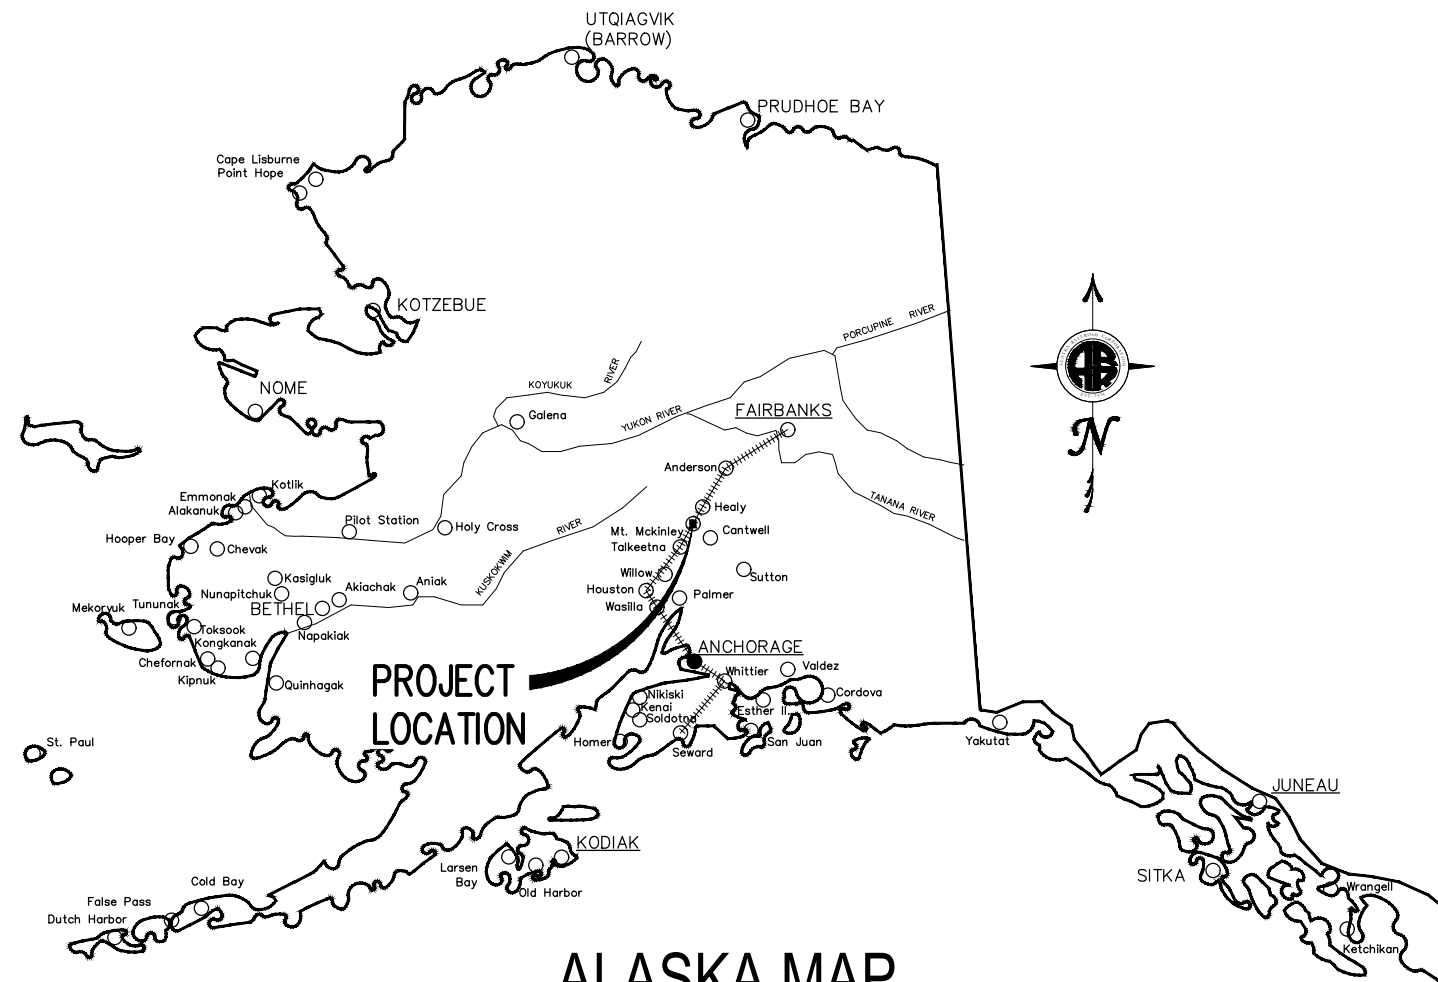 UTQIAGVIK
(BARROW)
PRUDHOE BAY
Cape Lisburne
Point Hope
KOTZEBUE
PORCUPINE RIVER
KOYUKUK RIVER
NOME
Galena
YUKON RIVER
FAIRBANKS
Anderson
Kotlik
Emmonak
Alakanuk
TANANA RIVER
N
Pilot Station
Holy Cross
Healy
Mt. Mckinley
Cantwell
Hooper Bay
Chevak
Talkeetna
KUSKOKWIM RIVER
Kasigluk
Willow
Sutton
Nunapitchuk
Akiachak
Aniak
Houston
Palmer
Mekoryuk
Tununak
BETHEL
Wasilla
Toksook
Napakiak
Kongkanak
ANCHORAGE
Chefornak
Kipnuk
Whittier
Valdez
Quinhagak
PROJECT
LOCATION
Nikiski
Kenai
Soldotna
Esther Il.
Cordova
Homer
Seward
San Juan
Yakutat
St. Paul
JUNEAU
KODIAK
Larsen
Bay
Old Harbor
SITKA
Cold Bay
Wrangell
False Pass
Dutch Harbor
Ketchikan
ALASKA MAP